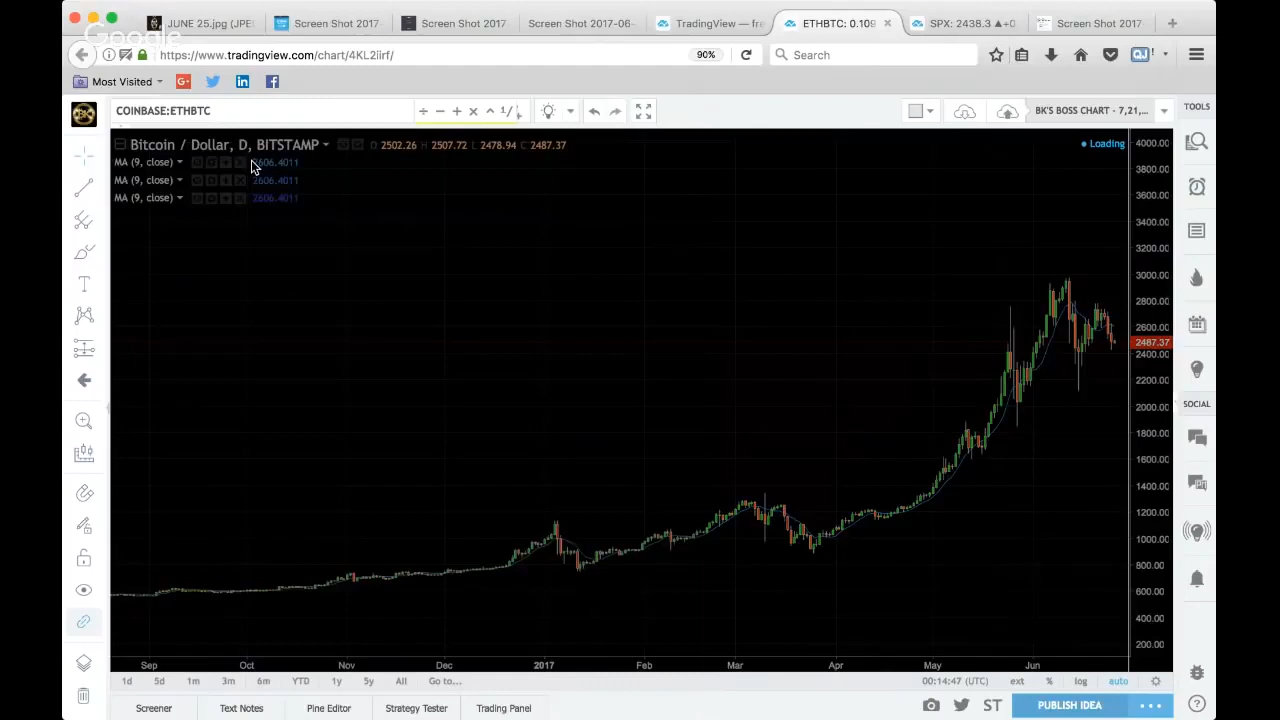 JUNE 25.jpg (JPE
Screen Shot 2017-
Screen Shot 2017-
Screen Shot 2017-06-
TradingView — fre
ETHBTC: 0.109
SPX: 2438.3 ▲+0
Screen Shot 2017
Google
https://www.tradingview.com/chart/4KL2iirf/
90%
Search
Most Visited
COINBASE:ETHBTC
BK'S BOSS CHART - 7,21,...
TOOLS
Bitcoin / Dollar, D, BITSTAMP
O 2502.26 H 2507.72 L 2478.94 C 2487.37
Loading
MA (9, close) 2606.4011
MA (9, close) 2606.4011
MA (9, close) 2606.4011
4000.00
3800.00
3600.00
3400.00
3200.00
3000.00
2800.00
2600.00
2487.37
2400.00
2200.00
2000.00
1800.00
1600.00
1400.00
1200.00
1000.00
800.00
600.00
400.00
200.00
SOCIAL
Sep Oct Nov Dec 2017 Feb Mar Apr May Jun
1d 5d 1m 3m 6m YTD 1y 5y All Go to... 00:14:47 (UTC) ext % log auto
Screener Text Notes Pine Editor Strategy Tester Trading Panel ST PUBLISH IDEA